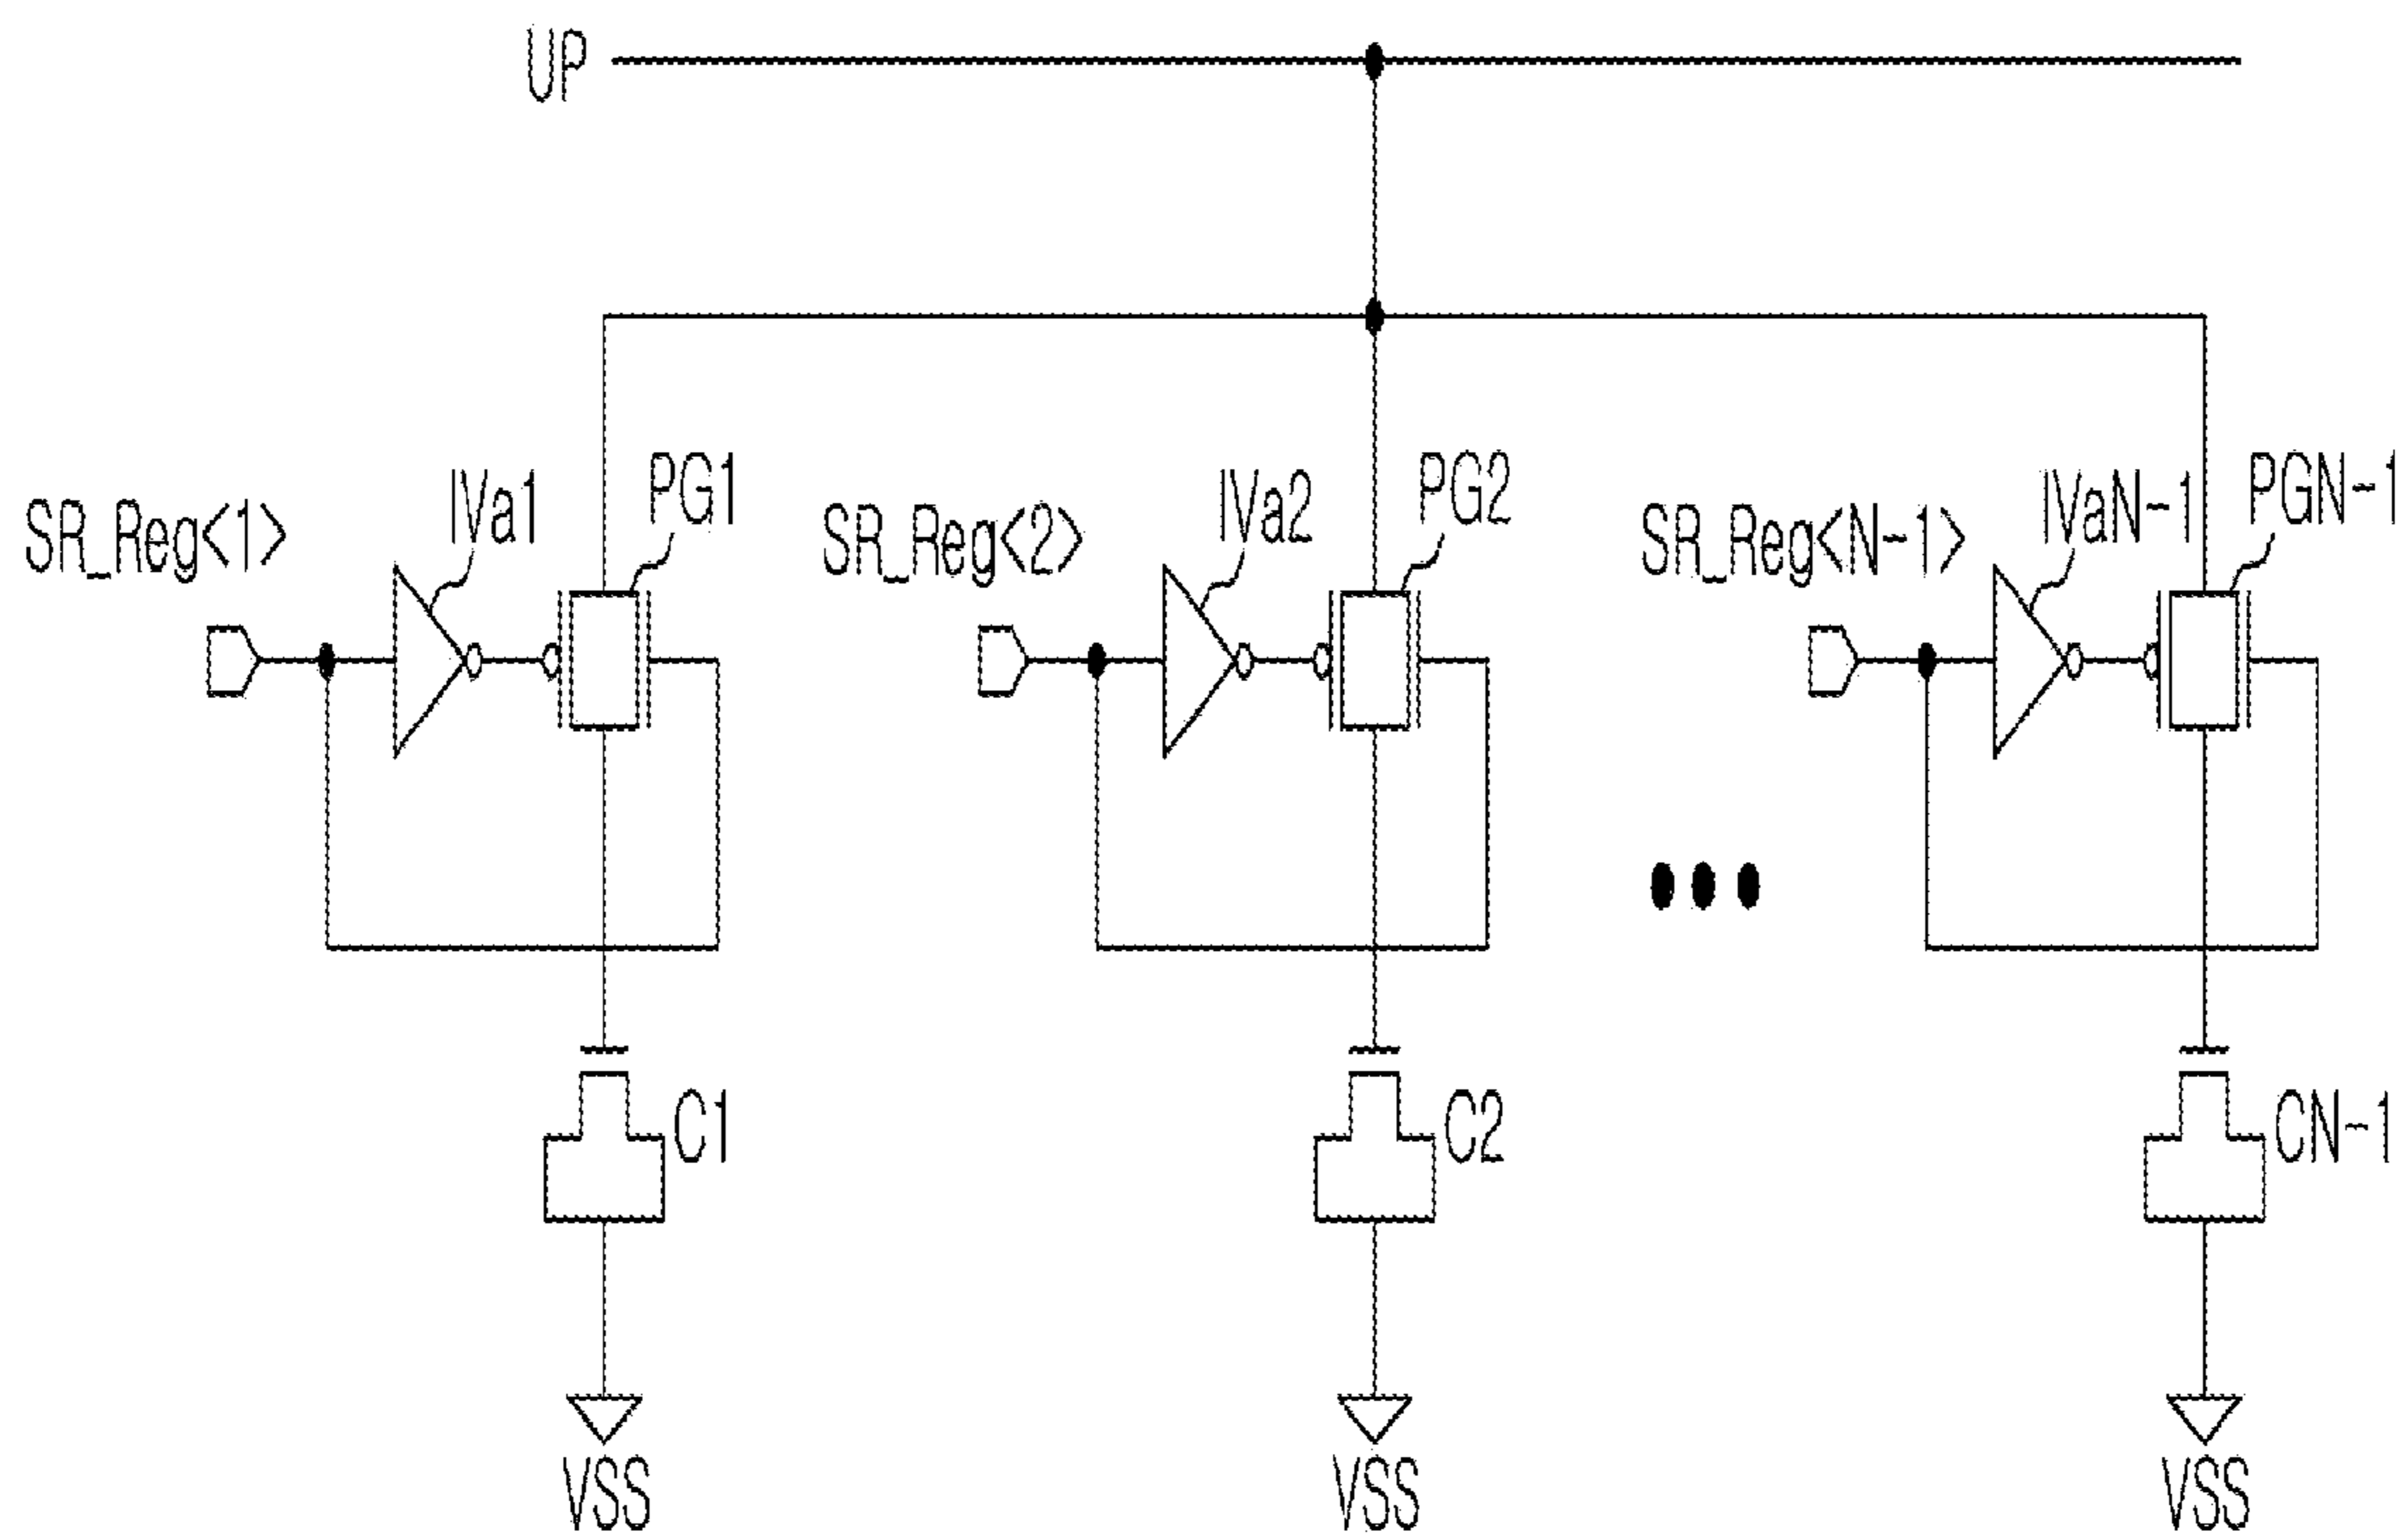 UP
SR_Reg<1>
IVa1
PG1
SR_Reg<2>
IVa2
PG2
SR_Reg<N-1>
IVaN-1
PGN-1
C1
C2
CN-1
VSS
VSS
VSS